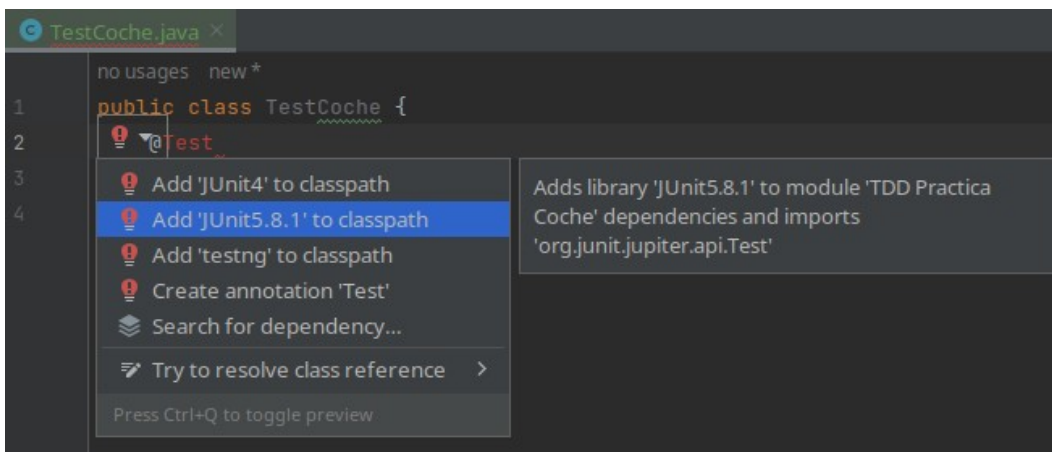 TestCoche.java
no usages new *
1 public class TestCoche {
2 @Test
3
4
Add 'JUnit4' to classpath
Add 'JUnit5.8.1' to classpath
Add 'testng' to classpath
Create annotation 'Test'
Search for dependency...
Try to resolve class reference
Press Ctrl+Q to toggle preview
Adds library 'JUnit5.8.1' to module 'TDD Practica
Coche' dependencies and imports
'org.junit.jupiter.api.Test'